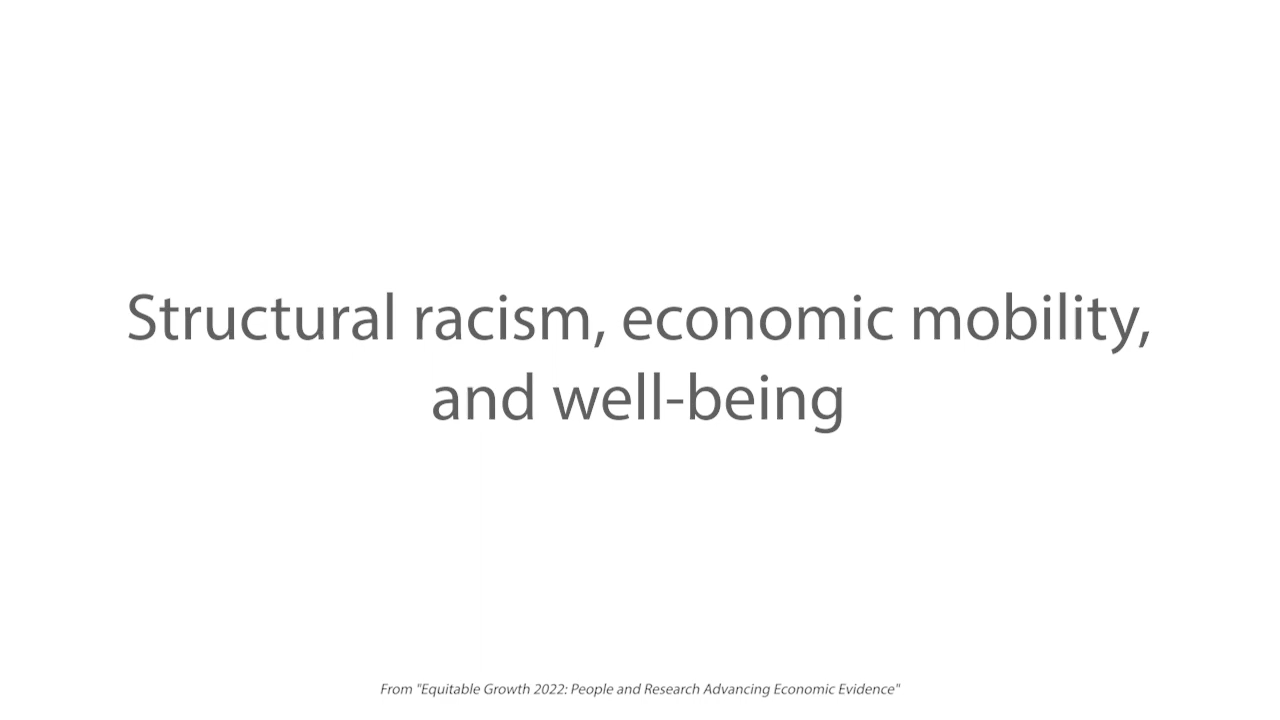 Structural racism, economic mobility,
and well-being
From "Equitable Growth 2022: People and Research Advancing Economic Evidence"